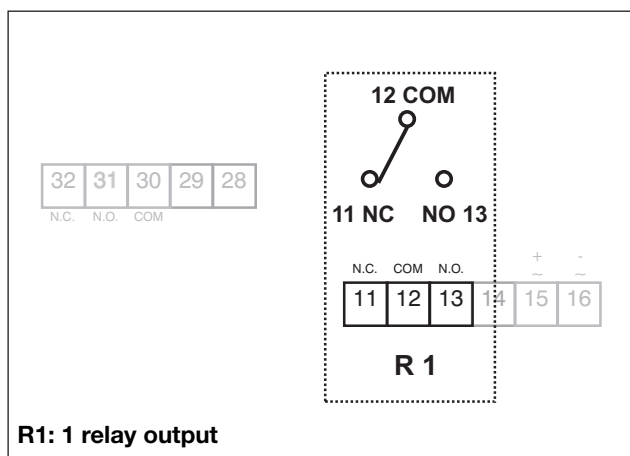 12 COM
11 NC NO 13
32 31 30 29 28
N.C. N.O. COM
N.C. COM N.O. + -
~ ~
11 12 13 14 15 16
R 1
R1: 1 relay output